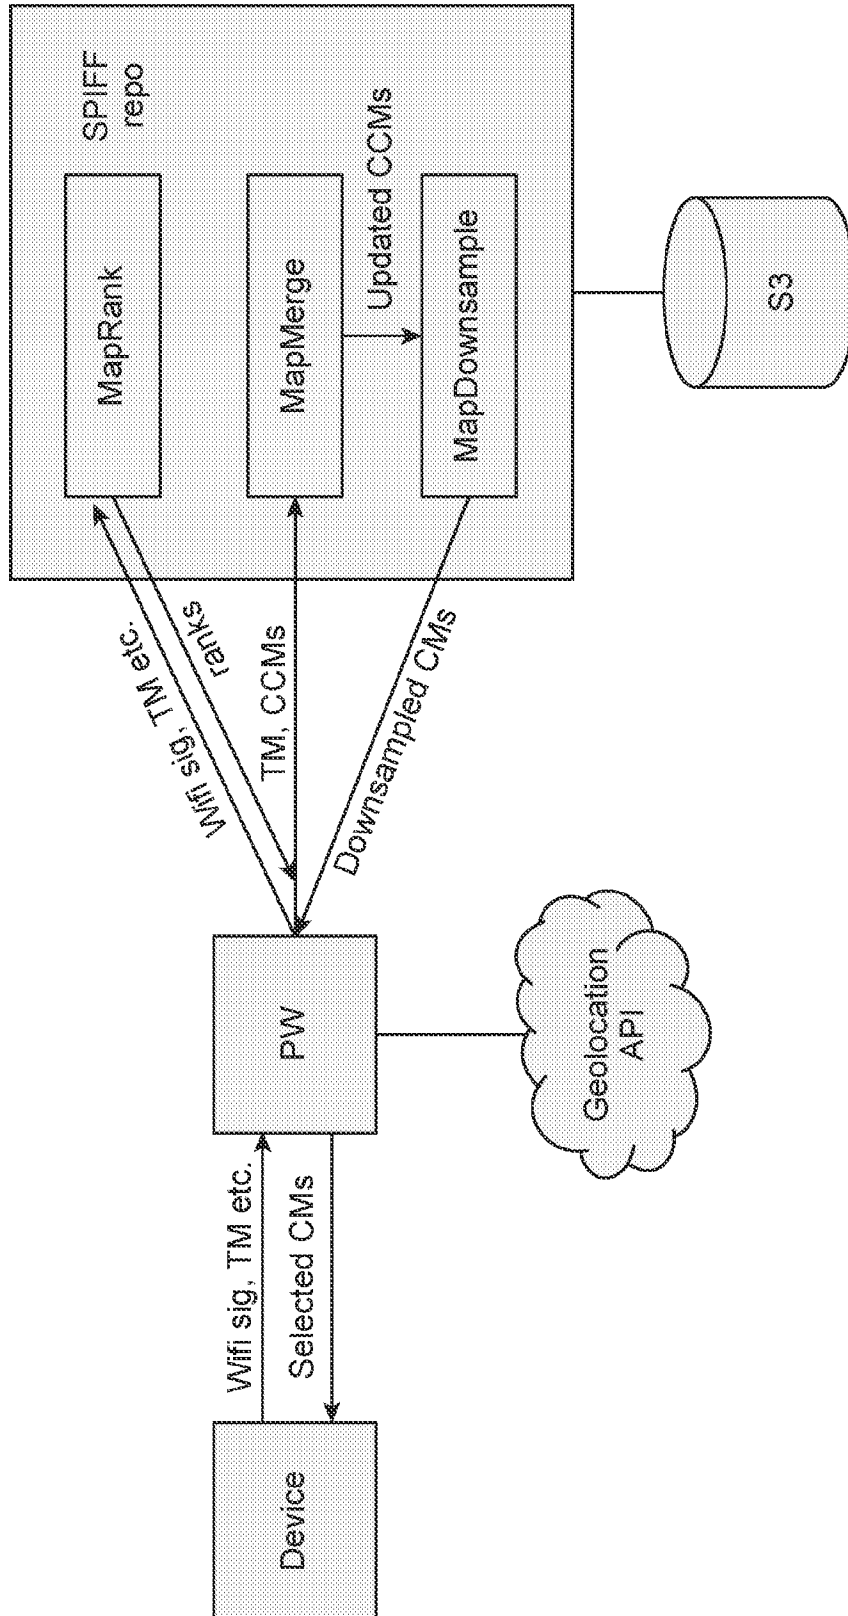 Device
Wifi sig, TM etc.
Selected CMs
PW
Geolocation
API
Wifi sig, TM etc.
ranks
TM, CCMs
Downsampled CMs
SPIFF
repo
MapRank
MapMerge
Updated CCMs
MapDownsample
S3